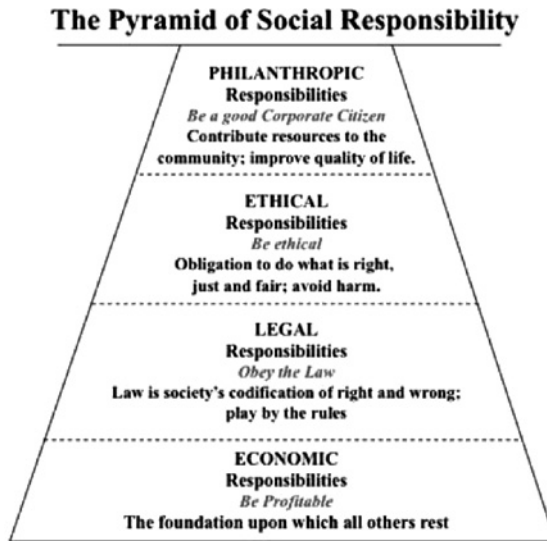 The Pyramid of Social Responsibility
PHILANTHROPIC
Responsibilities
Be a good Corporate Citizen
Contribute resources to the
community; improve quality of life.
ETHICAL
Responsibilities
Be ethical
Obligation to do what is right,
just and fair; avoid harm.
LEGAL
Responsibilities
Obey the Law
Law is society's codification of right and wrong;
play by the rules
ECONOMIC
Responsibilities
Be Profitable
The foundation upon which all others rest